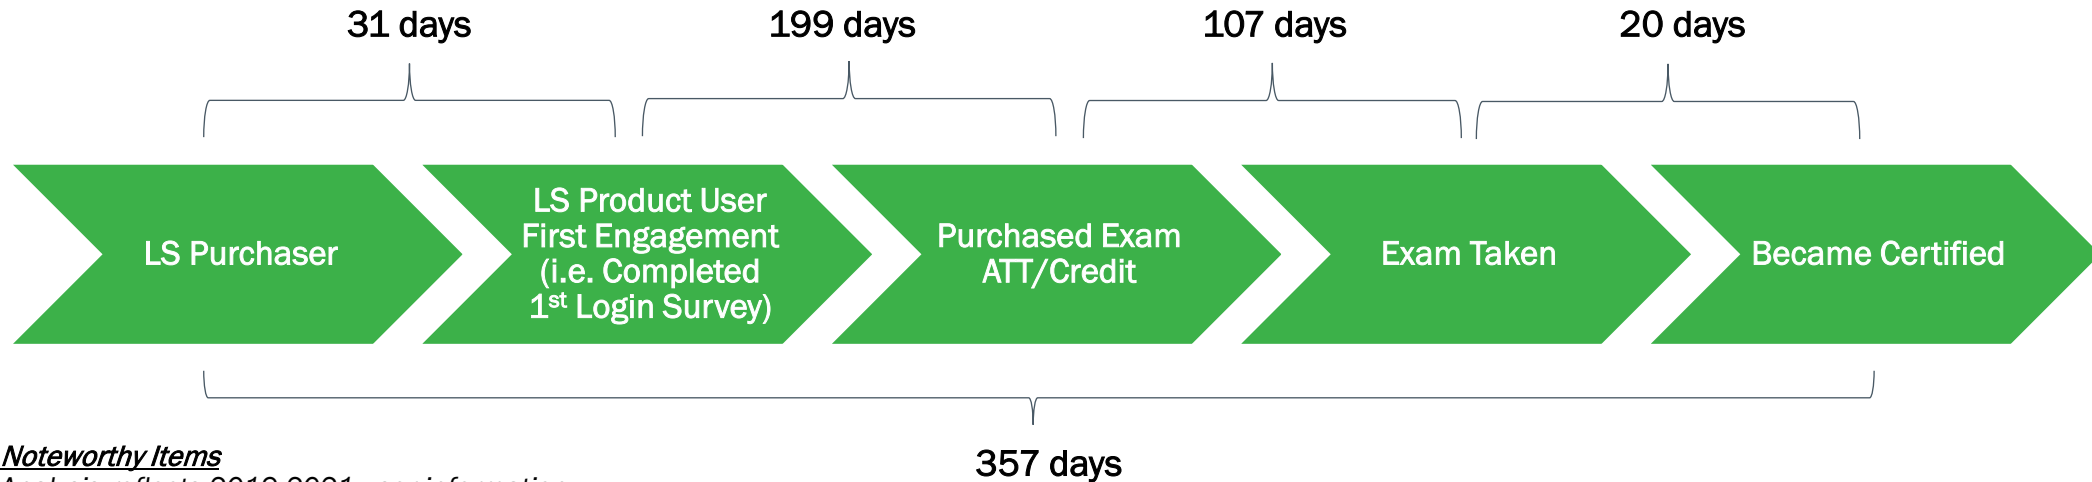 31 days
199 days
107 days
20 days
LS Purchaser
LS Product User
First Engagement
(i.e. Completed
1st Login Survey)
Purchased Exam
ATT/Credit
Exam Taken
Became Certified
357 days
Noteworthy Items